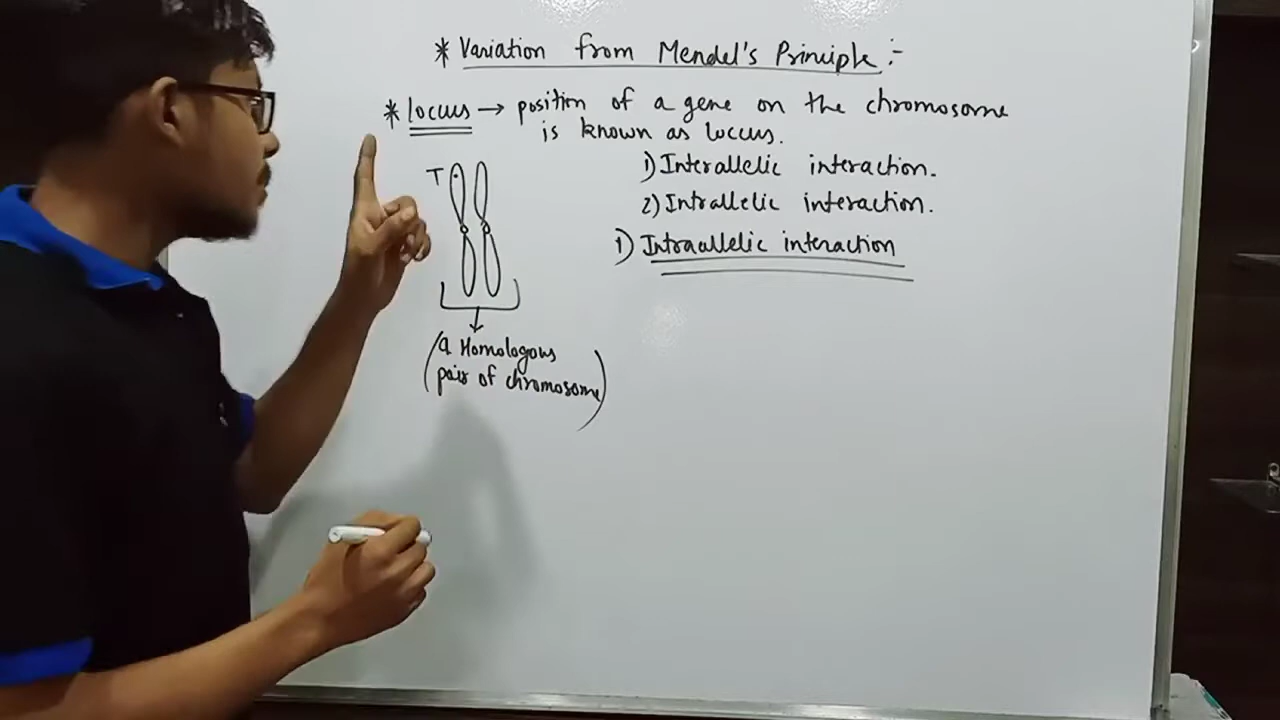 * Variation from Mendel's Principle :-
* locus → position of a gene on the chromosome
is known as locus.
1) Interallelic interaction.
2) Intrallelic interaction.
1) Intraallelic interaction
T
(a Homologous
pair of chromosome)